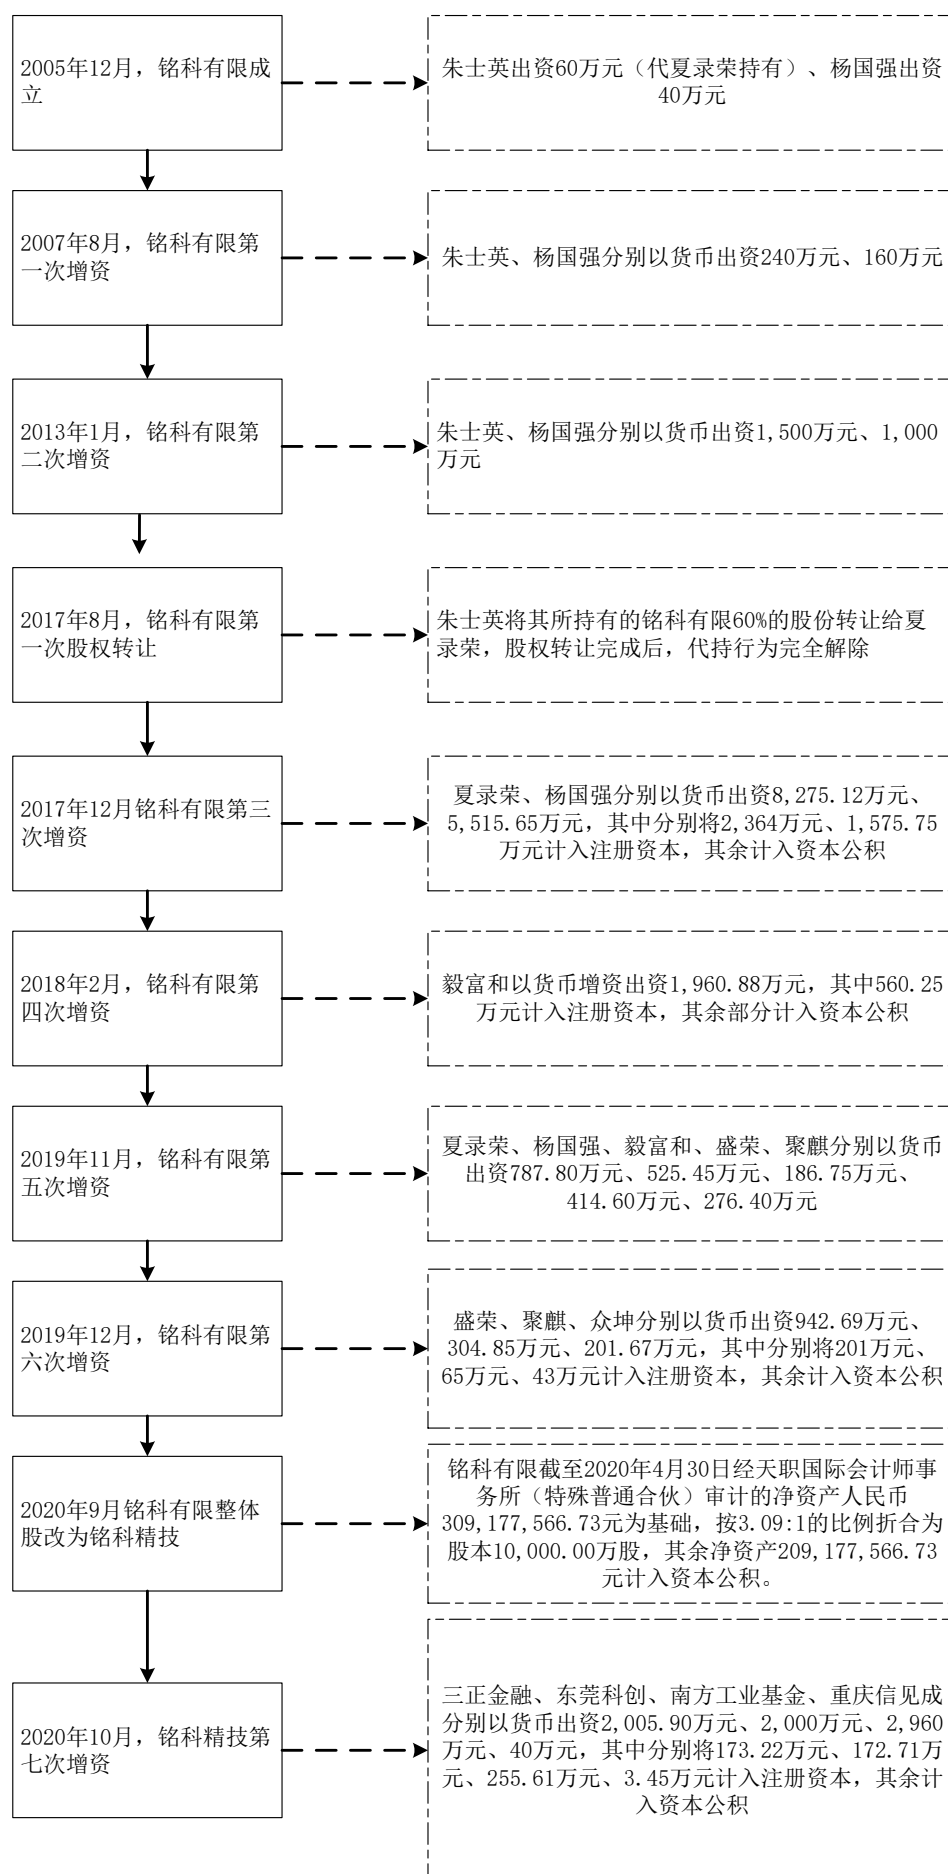 2005年12月，铭科有限成
立
朱士英出资60万元（代夏录荣持有）、杨国强出资
40万元
2007年8月，铭科有限第
一次增资
朱士英、杨国强分别以货币出资240万元、160万元
2013年1月，铭科有限第
二次增资
朱士英、杨国强分别以货币出资1,500万元、1,000
万元
2017年8月，铭科有限第
一次股权转让
朱士英将其所持有的铭科有限60%的股份转让给夏
录荣，股权转让完成后，代持行为完全解除
2017年12月铭科有限第三
次增资
夏录荣、杨国强分别以货币出资8,275.12万元、
5,515.65万元，其中分别将2,364万元、1,575.75
万元计入注册资本，其余计入资本公积
2018年2月，铭科有限第
四次增资
毅富和以货币增资出资1,960.88万元，其中560.25
万元计入注册资本，其余部分计入资本公积
2019年11月，铭科有限第
五次增资
夏录荣、杨国强、毅富和、盛荣、聚麒分别以货币
出资787.80万元、525.45万元、186.75万元、
414.60万元、276.40万元
2019年12月，铭科有限第
六次增资
盛荣、聚麒、众坤分别以货币出资942.69万元、
304.85万元、201.67万元，其中分别将201万元、
65万元、43万元计入注册资本，其余计入资本公积
2020年9月铭科有限整体
股改为铭科精技
铭科有限截至2020年4月30日经天职国际会计师事
务所（特殊普通合伙）审计的净资产人民币
309,177,566.73元为基础，按3.09:1的比例折合为
股本10,000.00万股，其余净资产209,177,566.73
元计入资本公积。
2020年10月，铭科精技第
七次增资
三正金融、东莞科创、南方工业基金、重庆信见成
分别以货币出资2,005.90万元、2,000万元、2,960
万元、40万元，其中分别将173.22万元、172.71万
元、255.61万元、3.45万元计入注册资本，其余计
入资本公积